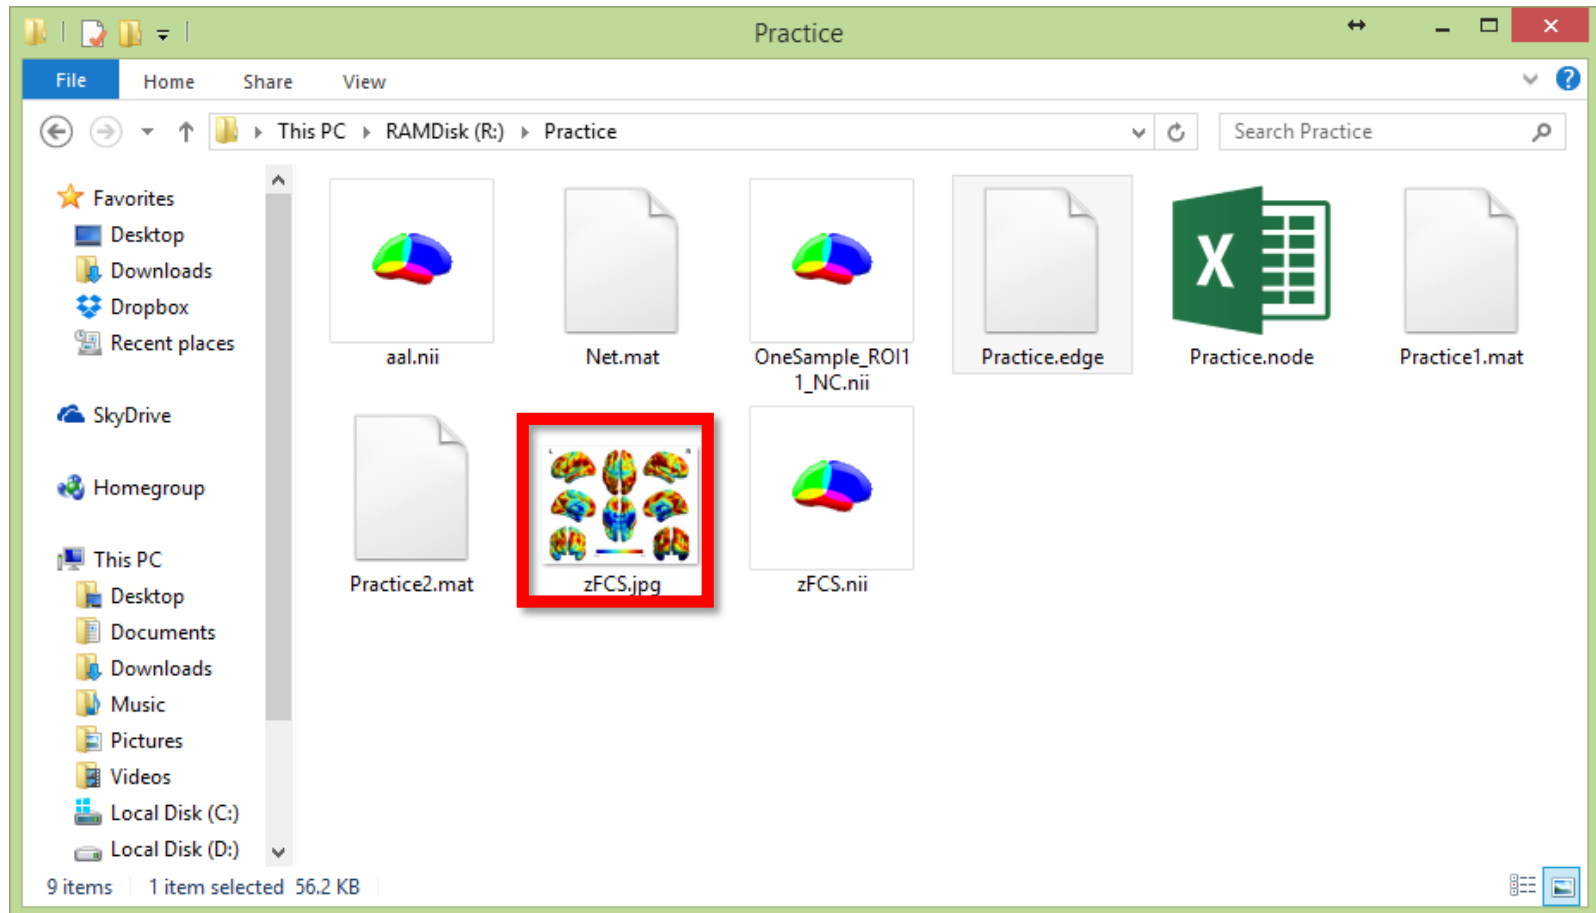 Practice
File Home Share View
This PC RAMDisk (R:) Practice
Search Practice
Favorites
Desktop
Downloads
Dropbox
Recent places
SkyDrive
Homegroup
This PC
Desktop
Documents
Downloads
Music
Pictures
Videos
Local Disk (C:)
Local Disk (D:)
aal.nii
Net.mat
OneSample_ROI1
1_NC.nii
Practice.edge
X
Practice.node
Practice1.mat
Practice2.mat
L R
zFCS.jpg
zFCS.nii
9 items 1 item selected 56.2 KB